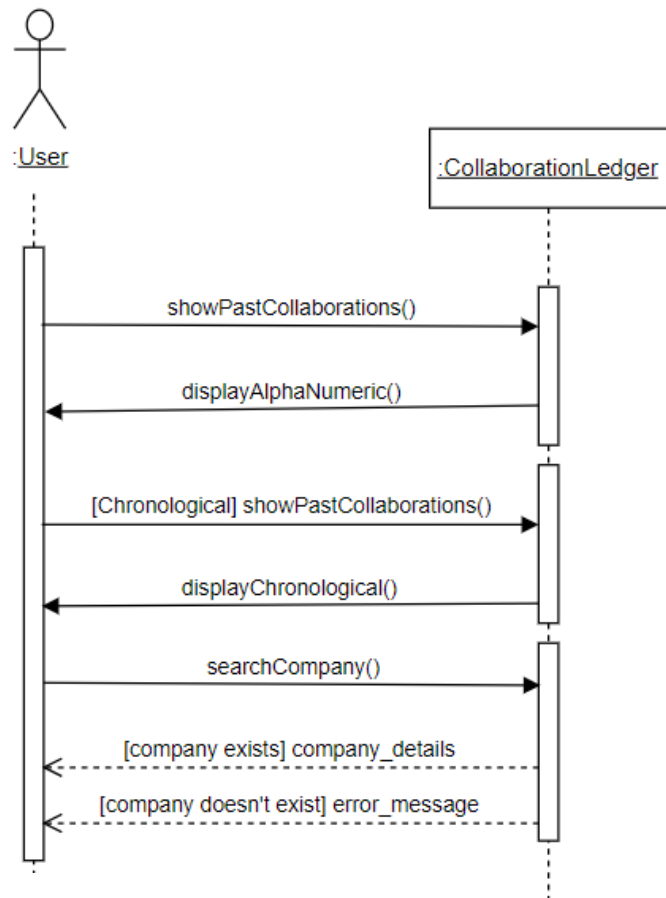 :User
:CollaborationLedger
showPastCollaborations()
displayAlphaNumeric()
[Chronological] showPastCollaborations()
displayChronological()
searchCompany()
[company exists] company_details
[company doesn't exist] error_message